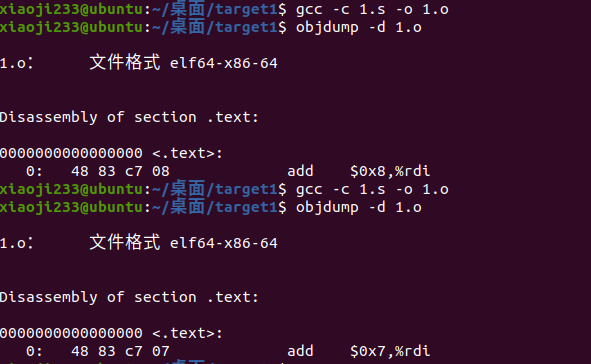 xiaoji233@ubuntu:~/桌面/target1$ gcc -c 1.s -o 1.o
xiaoji233@ubuntu:~/桌面/target1$ objdump -d 1.o
1.o：     文件格式 elf64-x86-64
Disassembly of section .text:
0000000000000000 <.text>:
   0:	48 83 c7 08          	add    $0x8,%rdi
xiaoji233@ubuntu:~/桌面/target1$ gcc -c 1.s -o 1.o
xiaoji233@ubuntu:~/桌面/target1$ objdump -d 1.o
1.o：     文件格式 elf64-x86-64
Disassembly of section .text:
0000000000000000 <.text>:
   0:	48 83 c7 07          	add    $0x7,%rdi